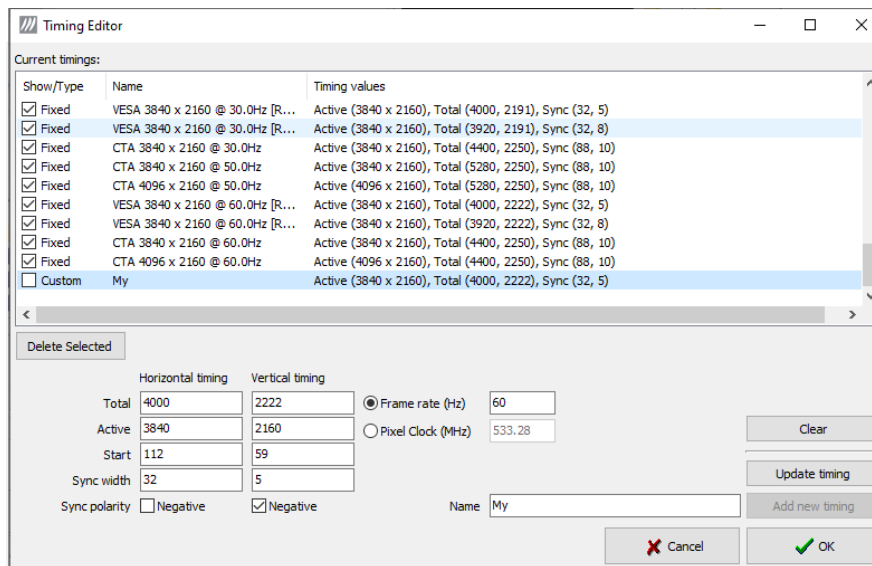 Timing Editor
Current timings:
Show/Type Name Timing values
Fixed VESA 3840 x 2160 @ 30.0Hz [R... Active (3840 x 2160), Total (4000, 2191), Sync (32, 5)
Fixed VESA 3840 x 2160 @ 30.0Hz [R... Active (3840 x 2160), Total (3920, 2191), Sync (32, 8)
Fixed CTA 3840 x 2160 @ 30.0Hz Active (3840 x 2160), Total (4400, 2250), Sync (88, 10)
Fixed CTA 3840 x 2160 @ 50.0Hz Active (3840 x 2160), Total (5280, 2250), Sync (88, 10)
Fixed CTA 4096 x 2160 @ 50.0Hz Active (4096 x 2160), Total (5280, 2250), Sync (88, 10)
Fixed VESA 3840 x 2160 @ 60.0Hz [R... Active (3840 x 2160), Total (4000, 2222), Sync (32, 5)
Fixed VESA 3840 x 2160 @ 60.0Hz [R... Active (3840 x 2160), Total (3920, 2222), Sync (32, 8)
Fixed CTA 3840 x 2160 @ 60.0Hz Active (3840 x 2160), Total (4400, 2250), Sync (88, 10)
Fixed CTA 4096 x 2160 @ 60.0Hz Active (4096 x 2160), Total (4400, 2250), Sync (88, 10)
Custom My Active (3840 x 2160), Total (4000, 2222), Sync (32, 5)
Delete Selected
Horizontal timing Vertical timing
Total 4000 2222 Frame rate (Hz) 60
Active 3840 2160 Pixel Clock (MHz) 533.28 Clear
Start 112 59
Sync width 32 5 Update timing
Sync polarity Negative Negative Name My Add new timing
Cancel OK